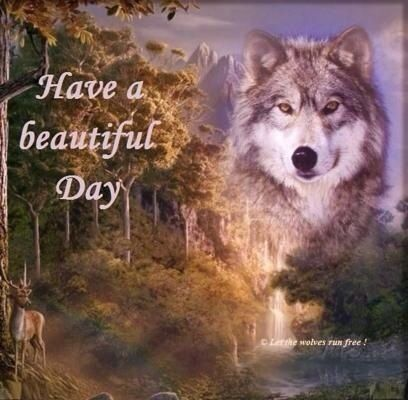 Have a
beautiful
Day
© Let the wolves run free !